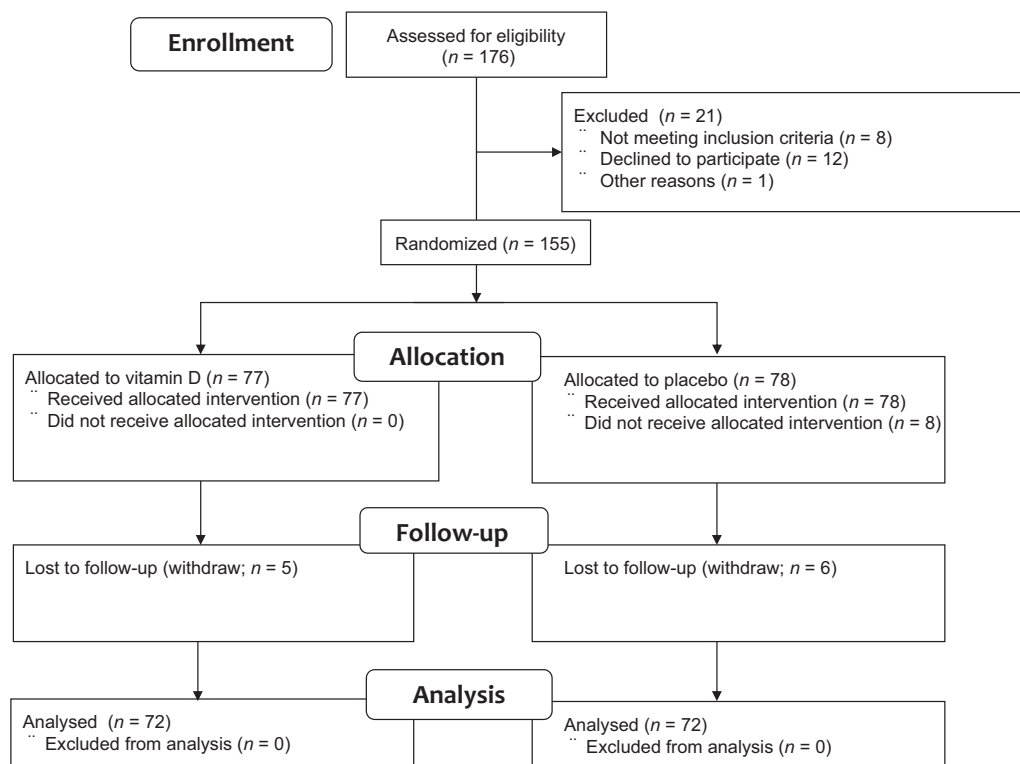 Enrollment
Assessed for eligibility
(n = 176)
Excluded (n = 21)
¨ Not meeting inclusion criteria (n = 8)
¨ Declined to participate (n = 12)
¨ Other reasons (n = 1)
Randomized (n = 155)
Allocation
Allocated to vitamin D (n = 77)
¨ Received allocated intervention (n = 77)
¨ Did not receive allocated intervention (n = 0)
Allocated to placebo (n = 78)
¨ Received allocated intervention (n = 78)
¨ Did not receive allocated intervention (n = 8)
Follow-up
Lost to follow-up (withdraw; n = 5)
Lost to follow-up (withdraw; n = 6)
Analysis
Analysed (n = 72)
¨ Excluded from analysis (n = 0)
Analysed (n = 72)
¨ Excluded from analysis (n = 0)